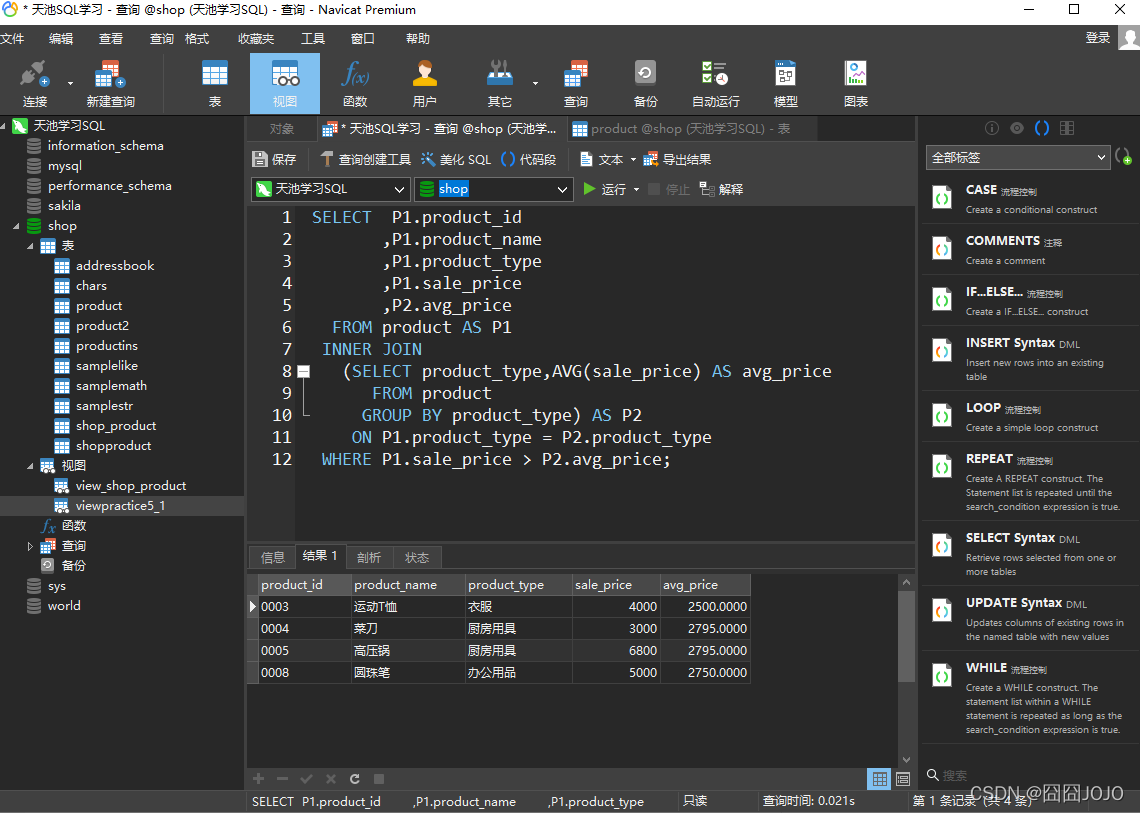 * 天池SQL学习 - 查询 @shop (天池SQL学习) - 查询 - Navicat Premium
文件 编辑 查看 查询 格式 收藏夹 工具 窗口 帮助 登录
连接 新建查询 表 视图 函数 用户 其它 查询 备份 自动运行 模型 图表
天池学习SQL
information_schema
mysql
performance_schema
sakila
shop
表
addressbook
chars
product
product2
productins
samplelike
samplemath
samplestr
shop_product
shopproduct
视图
view_shop_product
viewpractice5_1
函数
查询
备份
sys
world
对象 * 天池SQL学习 - 查询 @shop (天池学... product @shop (天池学习SQL) - 表
保存 查询创建工具 美化 SQL () 代码段 文本 导出结果
天池学习SQL shop 运行 停止 解释
1 SELECT P1.product_id
2 ,P1.product_name
3 ,P1.product_type
4 ,P1.sale_price
5 ,P2.avg_price
6 FROM product AS P1
7 INNER JOIN
8 (SELECT product_type,AVG(sale_price) AS avg_price
9 FROM product
10 GROUP BY product_type) AS P2
11 ON P1.product_type = P2.product_type
12 WHERE P1.sale_price > P2.avg_price;
信息 结果 1 剖析 状态
product_id product_name product_type sale_price avg_price
0003 运动T恤 衣服 4000 2500.0000
0004 菜刀 厨房用具 3000 2795.0000
0005 高压锅 厨房用具 6800 2795.0000
0008 圆珠笔 办公用品 5000 2750.0000
全部标签
CASE 流程控制
Create a conditional construct
COMMENTS 注释
Create a comment
IF...ELSE... 流程控制
Create a IF...ELSE... construct
INSERT Syntax DML
Insert new rows into an existing
table
LOOP 流程控制
Create a simple loop construct
REPEAT 流程控制
Create A REPEAT construct. The
Statement list is repeated until the
search_condition expression is true.
SELECT Syntax DML
Retrieve rows selected from one or
more tables
UPDATE Syntax DML
Updates columns of existing rows in
the named table with new values
WHILE 流程控制
Create a WHILE construct. The
statement list within a WHILE
statement is repeated as long as the
search_condition expression is true.
搜索
SELECT P1.product_id ,P1.product_name ,P1.product_type 只读 查询时间: 0.021s 第 1 条记录 (共 4 条)
CSDN @囧囧JOJO